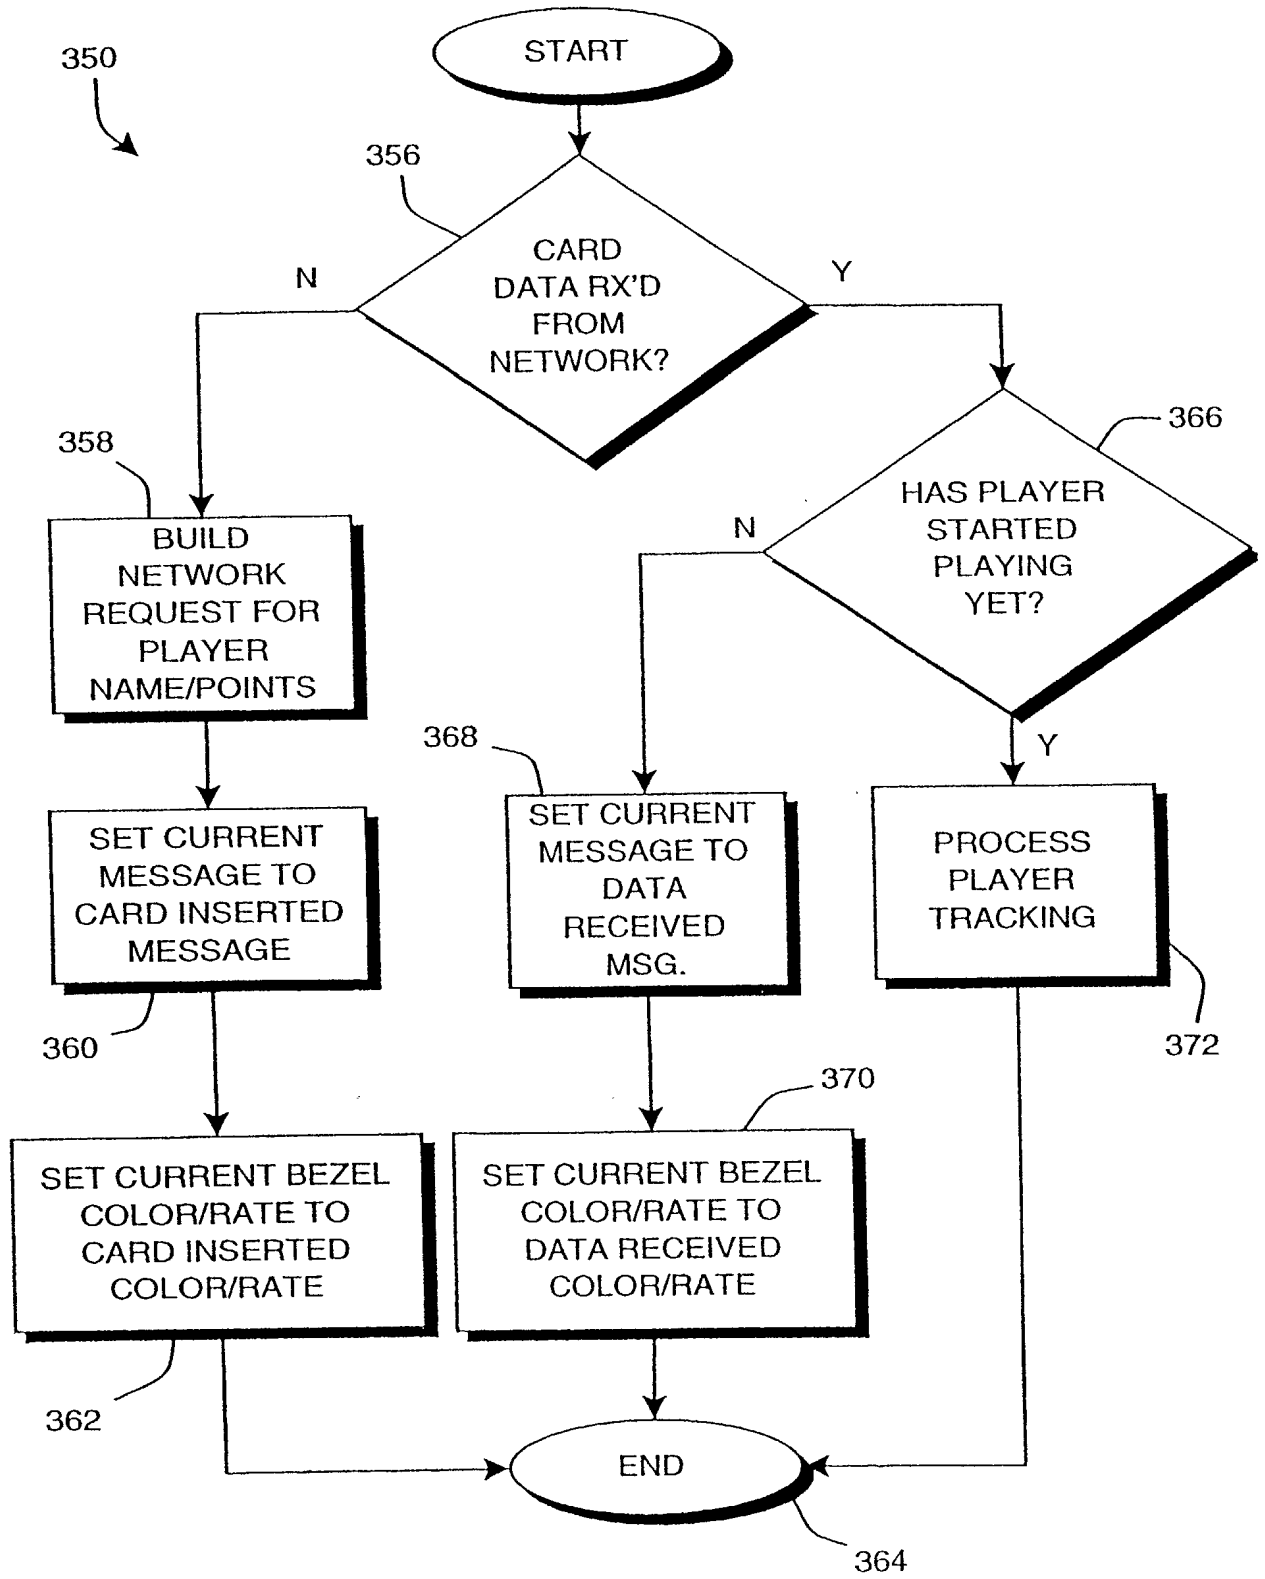 START
350
356
CARD
DATA RX'D
FROM
NETWORK?
N
Y
366
HAS PLAYER
STARTED
PLAYING
YET?
N
Y
358
BUILD
NETWORK
REQUEST FOR
PLAYER
NAME/POINTS
368
SET CURRENT
MESSAGE TO
DATA
RECEIVED
MSG.
PROCESS
PLAYER
TRACKING
372
SET CURRENT
MESSAGE TO
CARD INSERTED
MESSAGE
360
370
SET CURRENT BEZEL
COLOR/RATE TO
CARD INSERTED
COLOR/RATE
362
SET CURRENT BEZEL
COLOR/RATE TO
DATA RECEIVED
COLOR/RATE
END
364